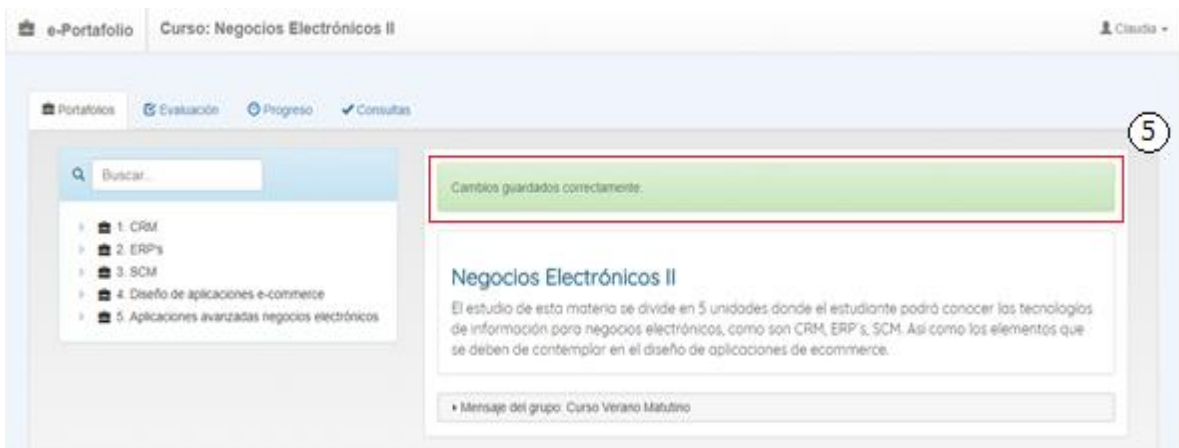 e-Portafolio
Curso: Negocios Electrónicos II
Claudia
Portafolios
Evaluación
Progreso
Consultas
5
Buscar...
1. CRM
2. ERP's
3. SCM
4. Diseño de aplicaciones e-commerce
5. Aplicaciones avanzadas negocios electrónicos
Cambios guardados correctamente.
Negocios Electrónicos II
El estudio de esta materia se divide en 5 unidades donde el estudiante podrá conocer las tecnologías
de información para negocios electrónicos, como son CRM, ERP's, SCM. Así como los elementos que
se deben de contemplar en el diseño de aplicaciones de ecommerce.
Mensaje del grupo: Curso Verano Matutino